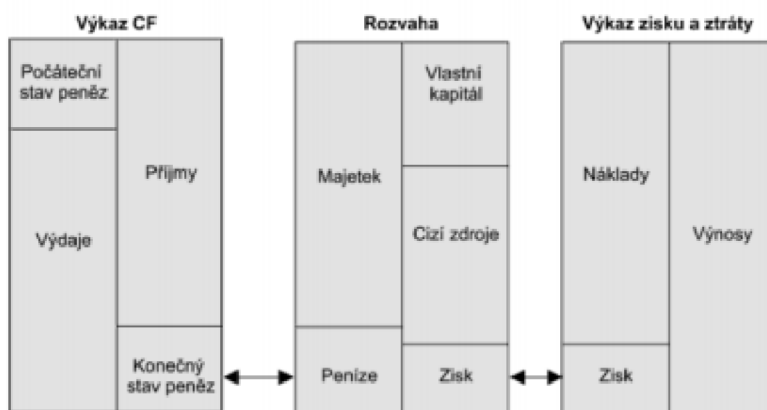 Výkaz CF
Rozvaha
Výkaz zisku a ztráty
Počáteční
stav peněz
Výdaje
Příjmy
Konečný
stav peněz
Majetek
Peníze
Vlastní
kapitál
Cizí zdroje
Zisk
Náklady
Zisk
Výnosy